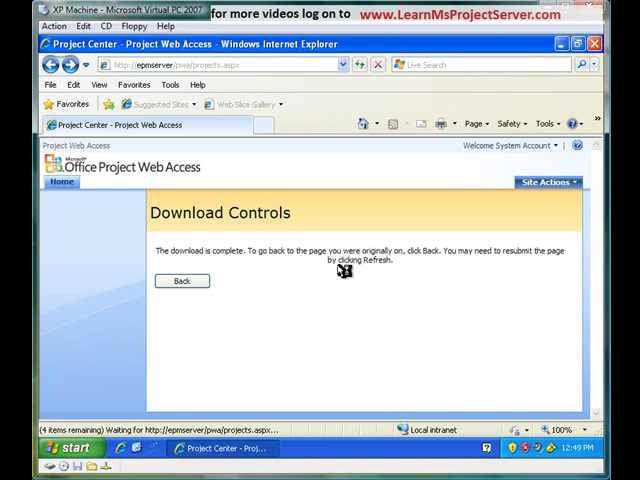 XP Machine - Microsoft Virtual PC 2007
for more videos log on to www.LearnMsProjectServer.com
Action Edit CD Floppy Help
Project Center - Project Web Access - Windows Internet Explorer
http://epmserver/pwa/projects.aspx
Live Search
File Edit View Favorites Tools Help
Favorites Suggested Sites Web Slice Gallery
Project Center - Project Web Access
Page Safety Tools
Project Web Access
Welcome System Account
Microsoft
Office Project Web Access
Home
Site Actions
Download Controls
The download is complete. To go back to the page you were originally on, click Back. You may need to resubmit the page
by clicking Refresh.
Back
(4 items remaining) Waiting for http://epmserver/pwa/projects.aspx...
Local intranet
100%
start
Project Center - Proj...
12:49 PM